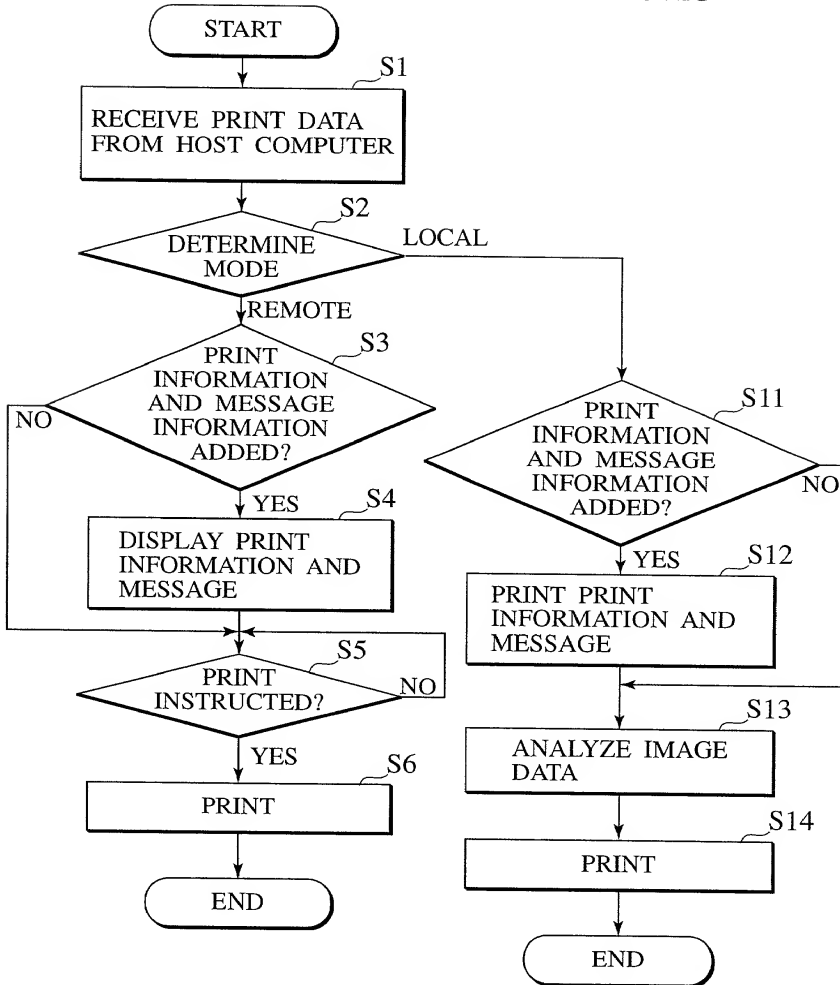 START
S1
RECEIVE PRINT DATA
FROM HOST COMPUTER
S2
DETERMINE
MODE
LOCAL
REMOTE
S3
PRINT
INFORMATION
AND MESSAGE
INFORMATION
ADDED?
NO
YES
S4
DISPLAY PRINT
INFORMATION AND
MESSAGE
S5
PRINT
INSTRUCTED?
NO
YES
S6
PRINT
END
S11
PRINT
INFORMATION
AND MESSAGE
INFORMATION
ADDED?
NO
YES
S12
PRINT PRINT
INFORMATION AND
MESSAGE
S13
ANALYZE IMAGE
DATA
S14
PRINT
END